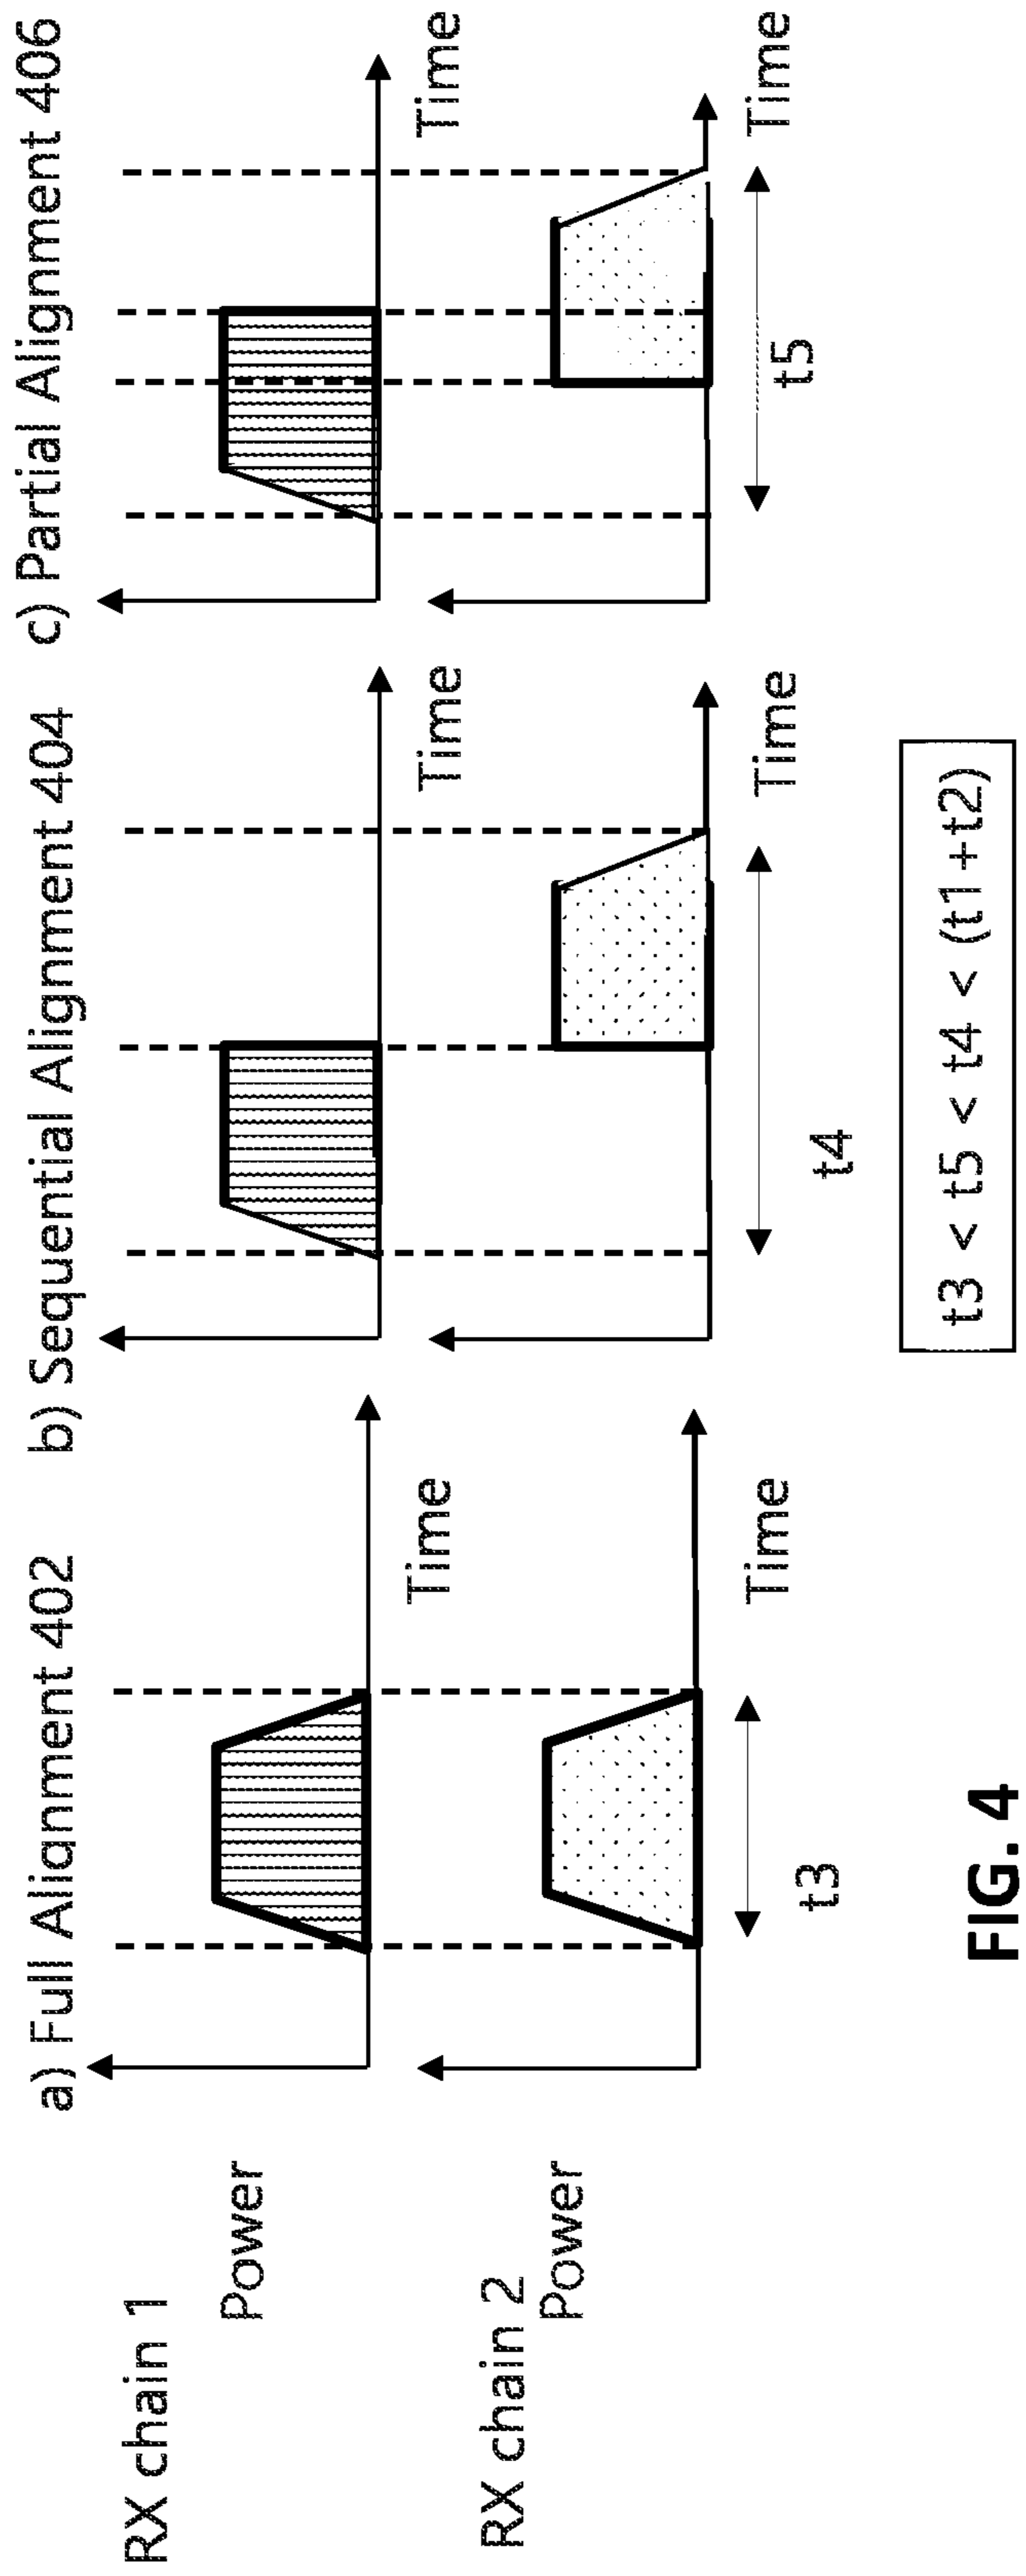 a) Full Alignment 402
b) Sequential Alignment 404
c) Partial Alignment 406
RX chain 1
Power
Time
Time
Time
RX chain 2
Power
Time
Time
Time
t3
t4
t5
t3 < t5 < t4 < (t1+t2)
FIG. 4